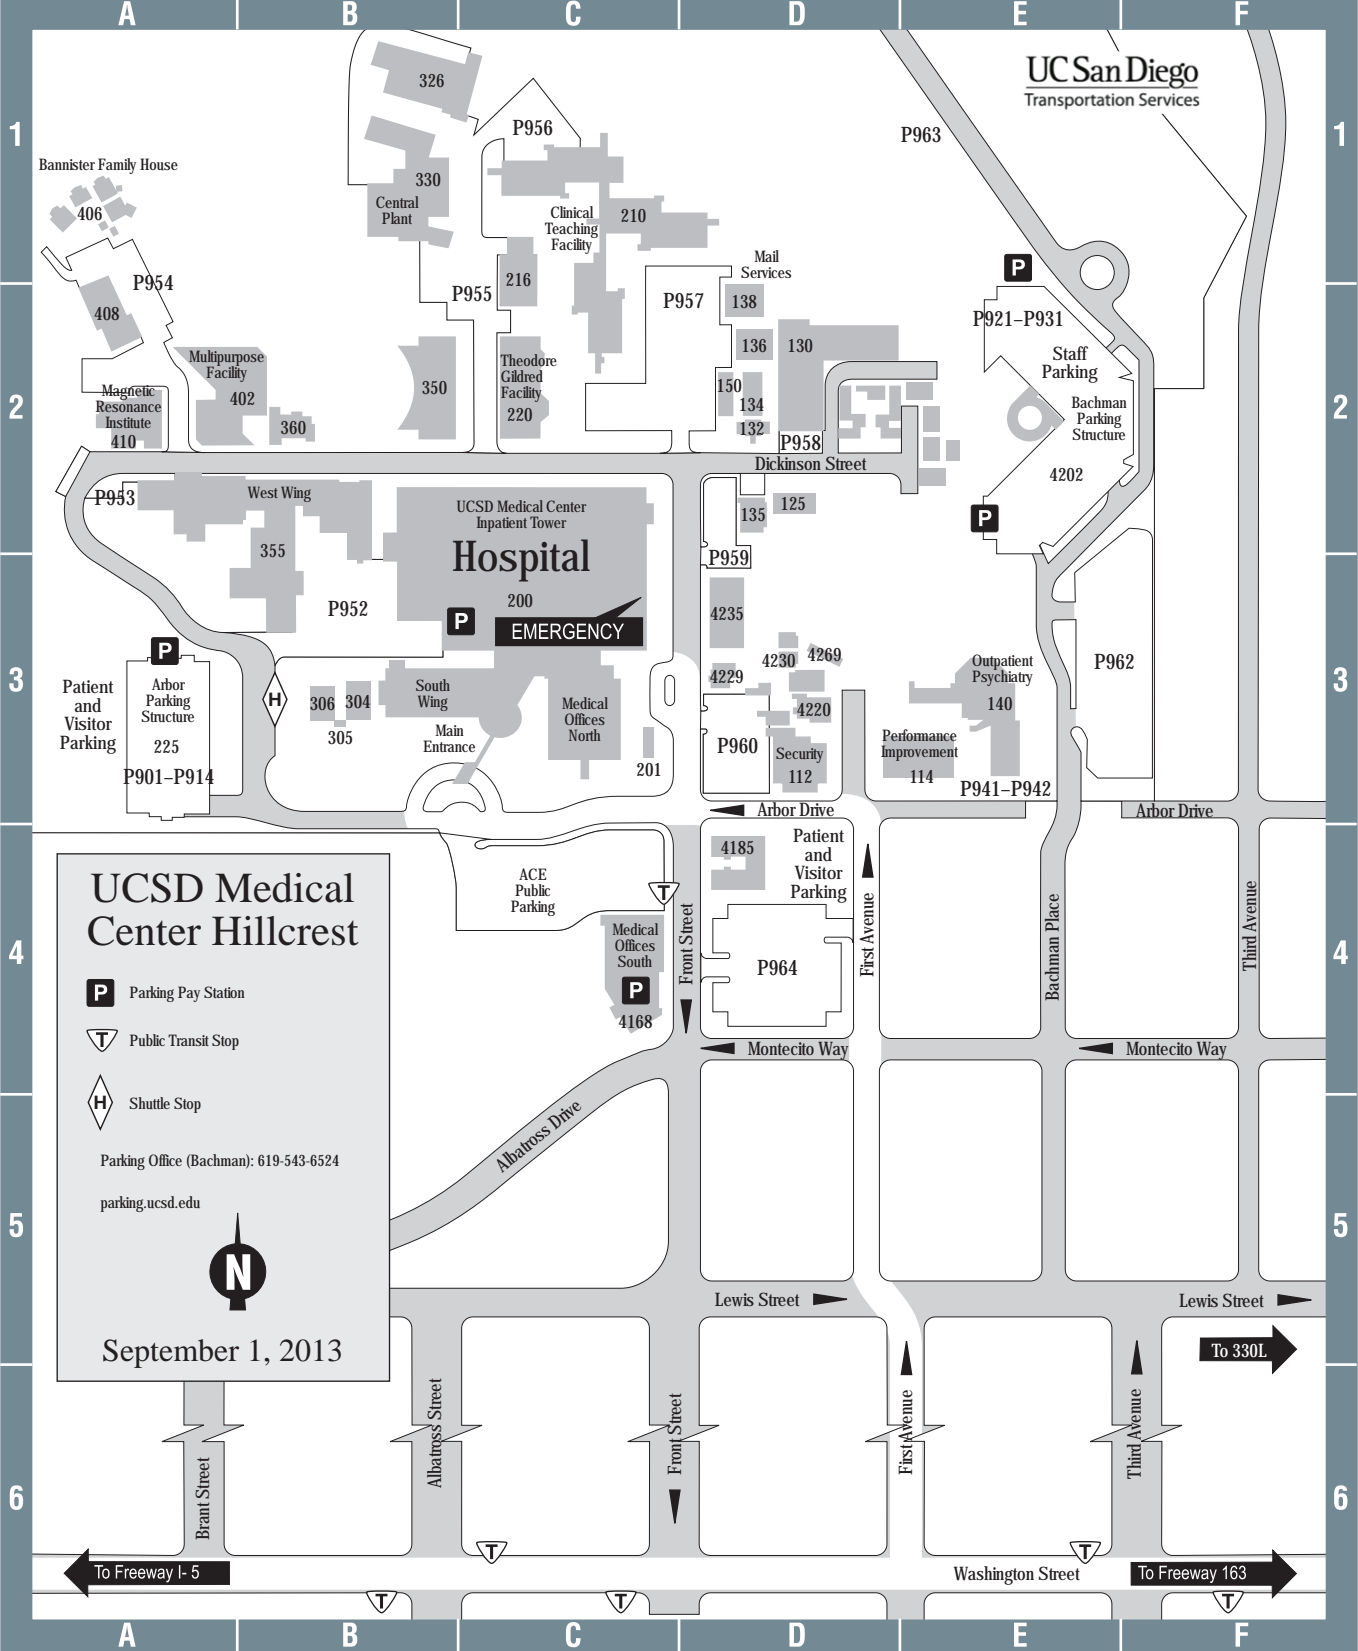 A B C D E F
UC San Diego
Transportation Services
1
1
326
P956
P963
Bannister Family House
406
330
Central
Plant
Clinical
Teaching
Facility
210
Mail
Services
P
P954
408
P955
216
P957
138
P921–P931
136
130
Staff
Parking
Multipurpose
Facility
402
Theodore
Gildred
Facility
220
350
150
134
132
2
2
Magnetic
Resonance
Institute
410
360
P958
Bachman
Parking
Structure
4202
Dickinson Street
P953
West Wing
UCSD Medical Center
Inpatient Tower
Hospital
200
135
125
P
355
P959
P952
P
EMERGENCY
4235
P
3
3
Patient
and
Visitor
Parking
Arbor
Parking
Structure
225
P901–P914
H
306
304
305
South
Wing
Main
Entrance
Medical
Offices
North
201
4229
4230
4269
4220
P960
Security
112
Outpatient
Psychiatry
140
Performance
Improvement
114
P941–P942
P962
Arbor Drive
Arbor Drive
4185
Patient
and
Visitor
Parking
ACE
Public
Parking
T
4
4
Medical
Offices
South
P
4168
Front Street
P964
First Avenue
Bachman Place
Third Avenue
Montecito Way
Montecito Way
UCSD Medical
Center Hillcrest
P Parking Pay Station
T Public Transit Stop
H Shuttle Stop
Parking Office (Bachman): 619-543-6524
parking.ucsd.edu
N
September 1, 2013
Albatross Drive
5
5
Lewis Street
Lewis Street
To 330L
Brant Street
Albatross Street
Front Street
First Avenue
Third Avenue
6
6
T
T
To Freeway I- 5
Washington Street
To Freeway 163
T
T
T
A B C D E F